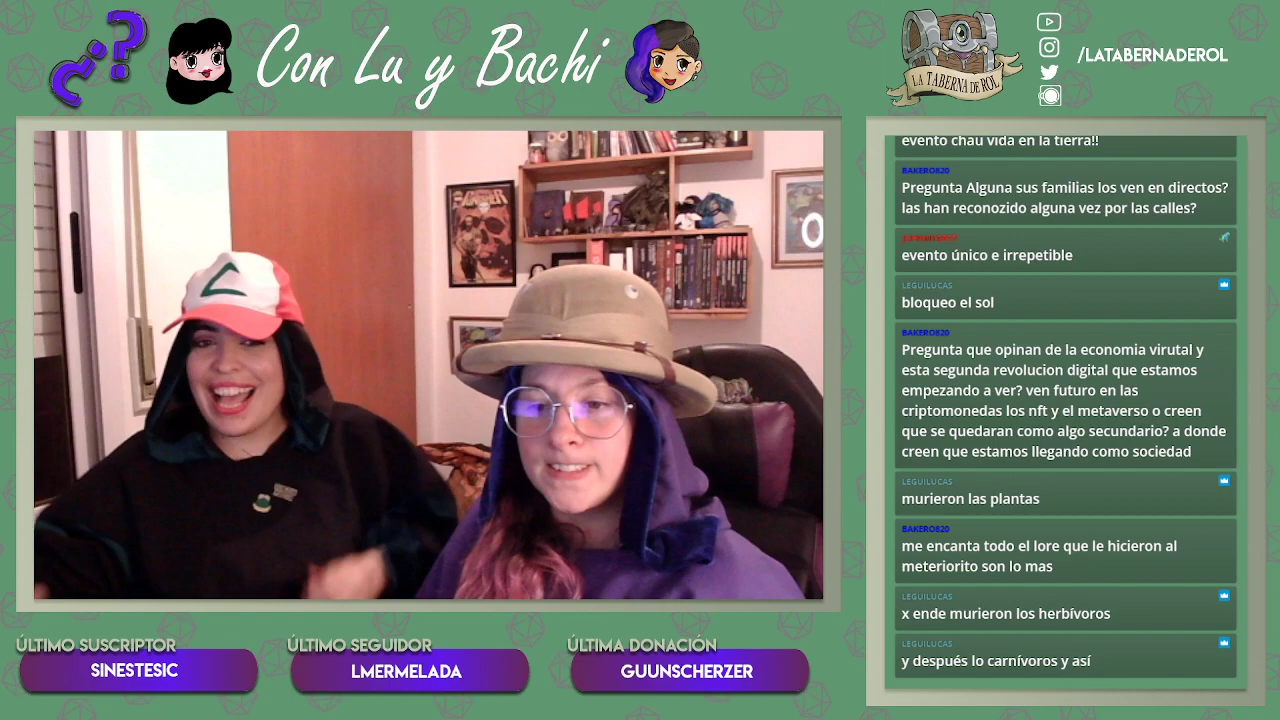 ¿?
Con Lu y Bachi
LA TABERNA DE ROL
/LATABERNADEROL
evento chau vida en la tierra!!
BAKERO820
Pregunta Alguna sus familias los ven en directos?
las han reconozido alguna vez por las calles?
evento único e irrepetible
LEGUILUCAS
bloqueo el sol
BAKERO820
Pregunta que opinan de la economia virutal y
esta segunda revolucion digital que estamos
empezando a ver? ven futuro en las
criptomonedas los nft y el metaverso o creen
que se quedaran como algo secundario? a donde
creen que estamos llegando como sociedad
LEGUILUCAS
murieron las plantas
BAKERO820
me encanta todo el lore que le hicieron al
meteriorito son lo mas
LEGUILUCAS
x ende murieron los herbívoros
LEGUILUCAS
y después lo carnívoros y así
ÚLTIMO SUSCRIPTOR
SINESTESIC
ÚLTIMO SEGUIDOR
LMERMELADA
ÚLTIMA DONACIÓN
GUUNSCHERZER